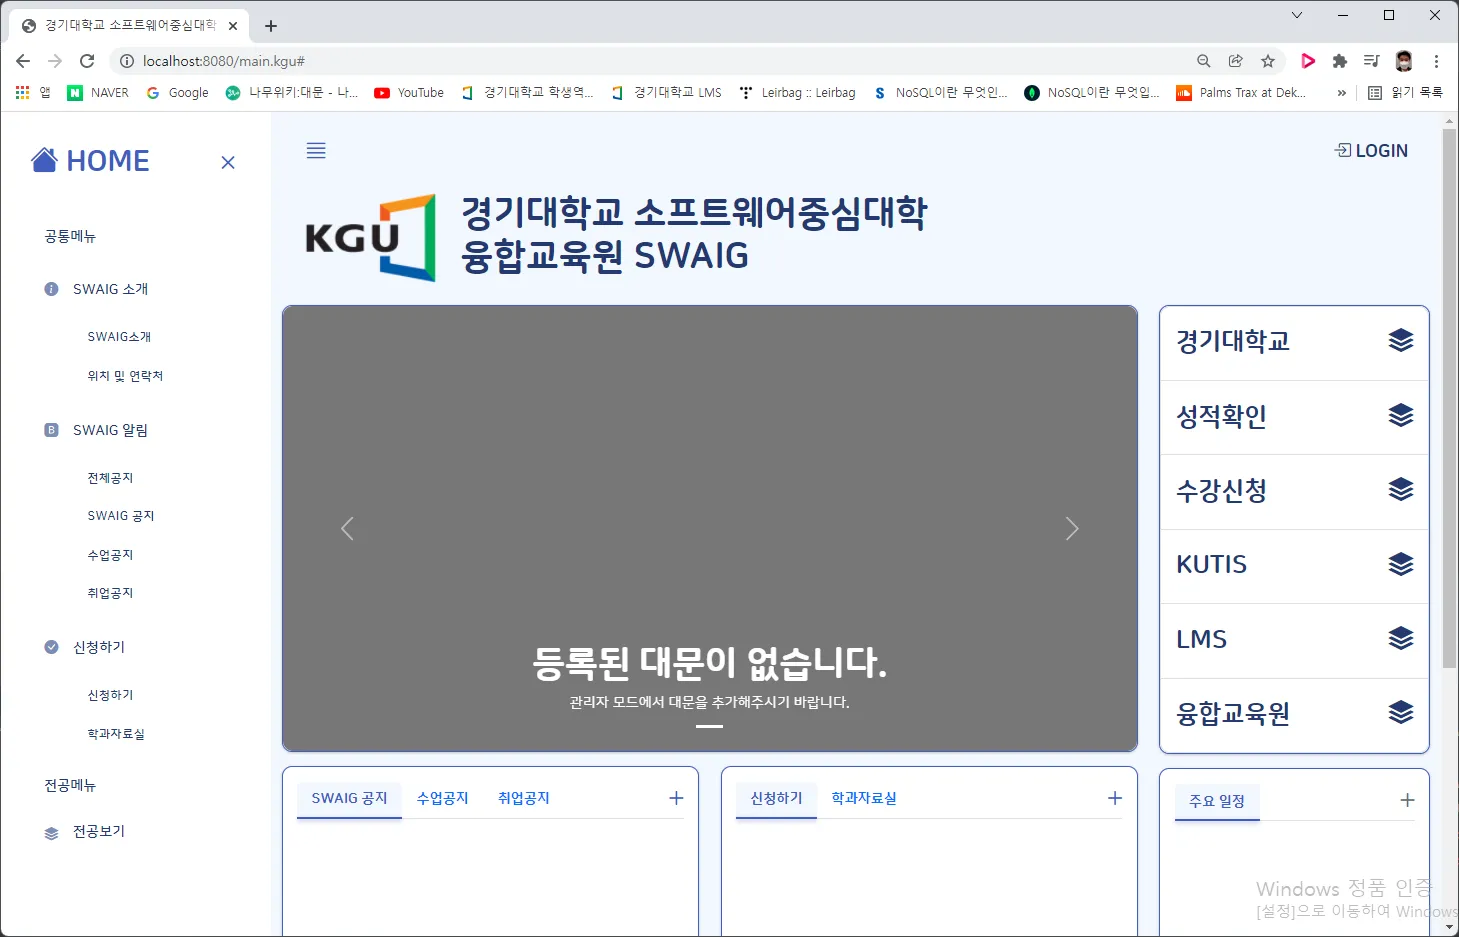 경기대학교 소프트웨어중심대학
localhost:8080/main.kgu#
앱
NAVER
Google
나무위키:대문 - 나...
YouTube
경기대학교 학생역...
경기대학교 LMS
Leirbag :: Leirbag
NoSQL이란 무엇인...
NoSQL이란 무엇입...
Palms Trax at Dek...
»
읽기 목록
HOME
공통메뉴
SWAIG 소개
SWAIG소개
위치 및 연락처
SWAIG 알림
전체공지
SWAIG 공지
수업공지
취업공지
신청하기
신청하기
학과자료실
전공메뉴
전공보기
LOGIN
KGU
경기대학교 소프트웨어중심대학
융합교육원 SWAIG
등록된 대문이 없습니다.
관리자 모드에서 대문을 추가해주시기 바랍니다.
경기대학교
성적확인
수강신청
KUTIS
LMS
융합교육원
SWAIG 공지
수업공지
취업공지
신청하기
학과자료실
주요 일정
Windows 정품 인증
[설정]으로 이동하여 Windows